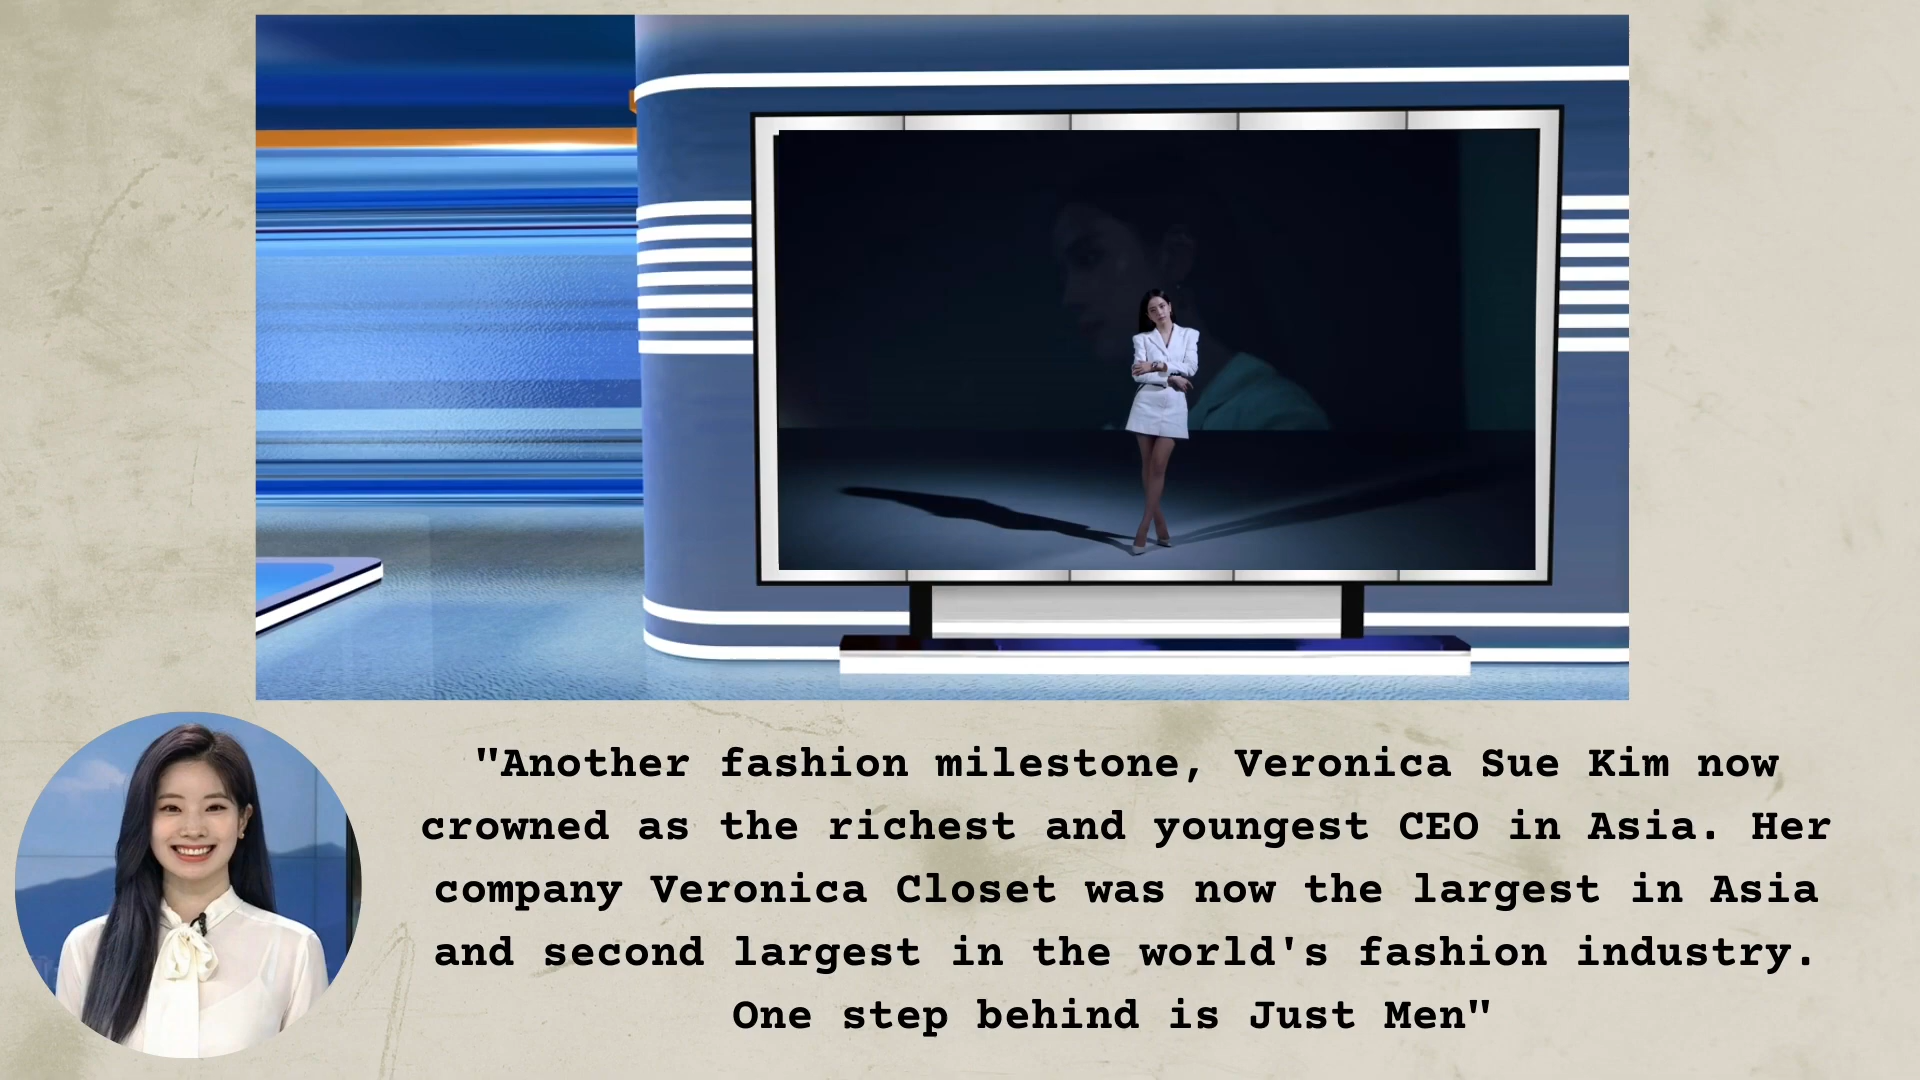 "Another fashion milestone, Veronica Sue Kim now
crowned as the richest and youngest CEO in Asia. Her
company Veronica Closet was now the largest in Asia
and second largest in the world's fashion industry.
One step behind is Just Men"